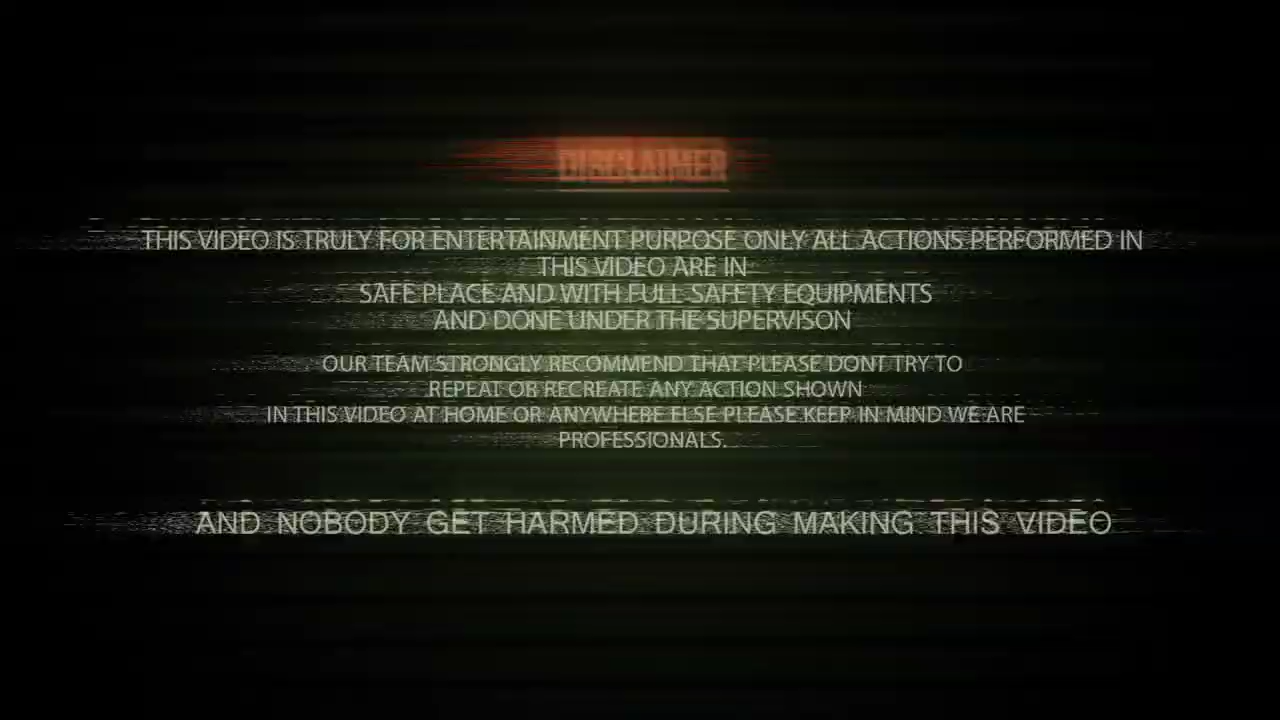 DISCLAIMER
THIS VIDEO IS TRULY FOR ENTERTAINMENT PURPOSE ONLY ALL ACTIONS PERFORMED IN
THIS VIDEO ARE IN
SAFE PLACE AND WITH FULL SAFETY EQUIPMENTS
AND DONE UNDER THE SUPERVISON
OUR TEAM STRONGLY RECOMMEND THAT PLEASE DONT TRY TO
REPEAT OR RECREATE ANY ACTION SHOWN
IN THIS VIDEO AT HOME OR ANYWHERE ELSE PLEASE KEEP IN MIND WE ARE
PROFESSIONALS.
AND NOBODY GET HARMED DURING MAKING THIS VIDEO